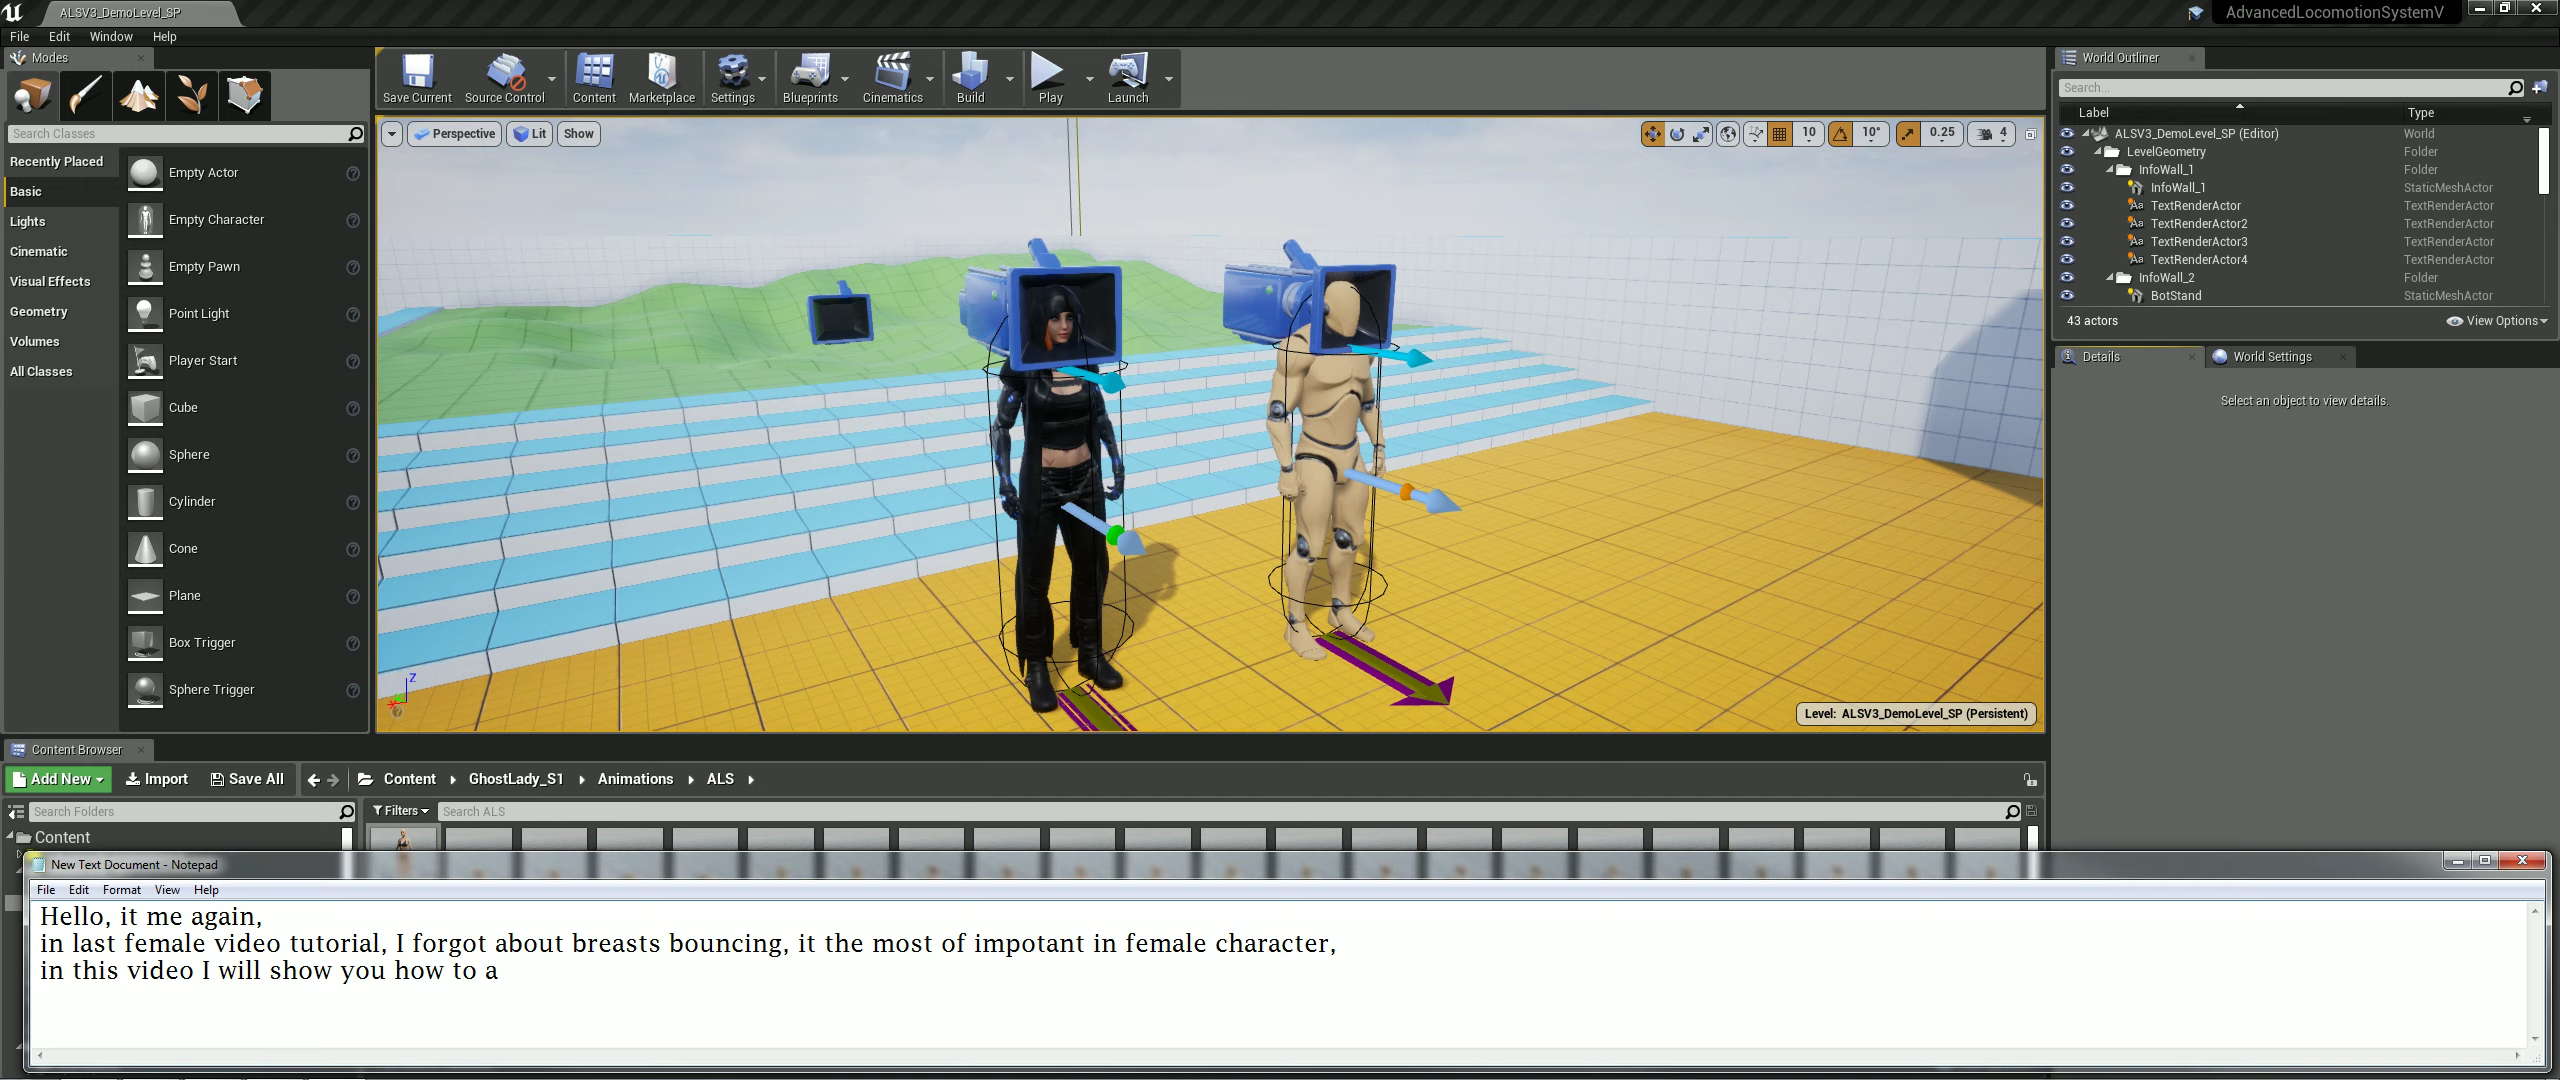 ALSV3_DemoLevel_SP
AdvancedLocomotionSystemV
File Edit Window Help
Modes
Search Classes
Recently Placed
Basic
Lights
Cinematic
Visual Effects
Geometry
Volumes
All Classes
Empty Actor
Empty Character
Empty Pawn
Point Light
Player Start
Cube
Sphere
Cylinder
Cone
Plane
Box Trigger
Sphere Trigger
Save Current Source Control Content Marketplace Settings Blueprints Cinematics Build Play Launch
Perspective Lit Show
10 10° 0.25 4
Z
Level: ALSV3_DemoLevel_SP (Persistent)
World Outliner
Search...
Label Type
ALSV3_DemoLevel_SP (Editor) World
LevelGeometry Folder
InfoWall_1 Folder
InfoWall_1 StaticMeshActor
TextRenderActor TextRenderActor
TextRenderActor2 TextRenderActor
TextRenderActor3 TextRenderActor
TextRenderActor4 TextRenderActor
InfoWall_2 Folder
BotStand StaticMeshActor
43 actors View Options
Details World Settings
Select an object to view details.
Content Browser
Add New Import Save All Content GhostLady_S1 Animations ALS
Search Folders Filters Search ALS
Content
New Text Document - Notepad
File Edit Format View Help
Hello, it me again,
in last female video tutorial, I forgot about breasts bouncing, it the most of impotant in female character,
in this video I will show you how to a